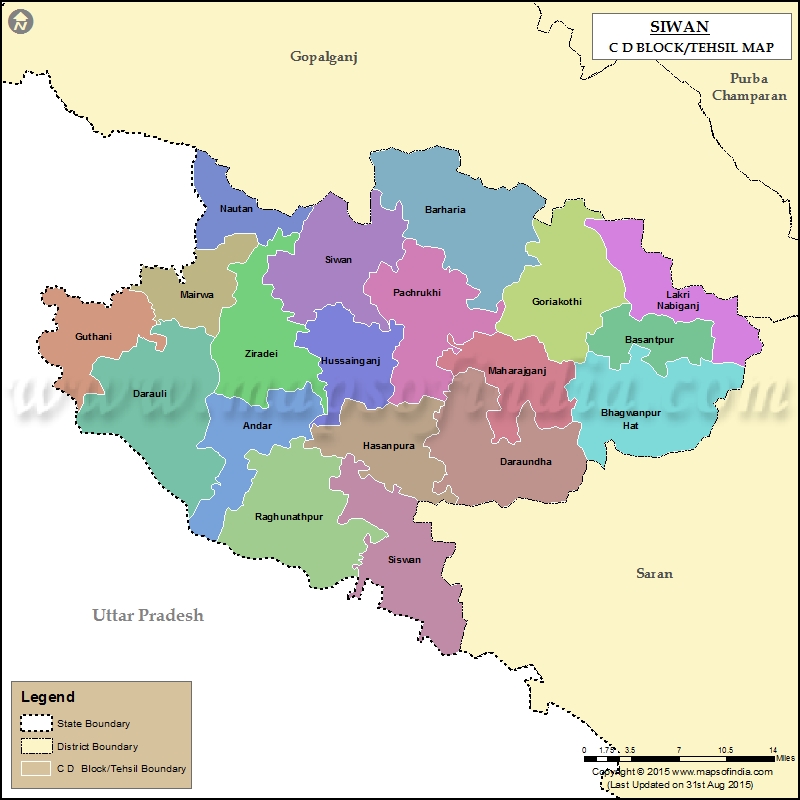 N
SIWAN
C D BLOCK/TEHSIL MAP
Gopalganj
Purba
Champaran
Nautan
Barharia
Siwan
Mairwa
Pachrukhi
Goriakothi
Lakri
Nabiganj
Guthani
Basantpur
Ziradei
Hussainganj
Maharajganj
Darauli
www.mapsofindia.com
Bhagwanpur
Hat
Andar
Hasanpura
Daraundha
Raghunathpur
Siswan
Saran
Uttar Pradesh
Legend
State Boundary
District Boundary
C D Block/Tehsil Boundary
0 1.75 3.5 7 10.5 14
Miles
Copyright © 2015 www.mapsofindia.com
(Last Updated on 31st Aug 2015)